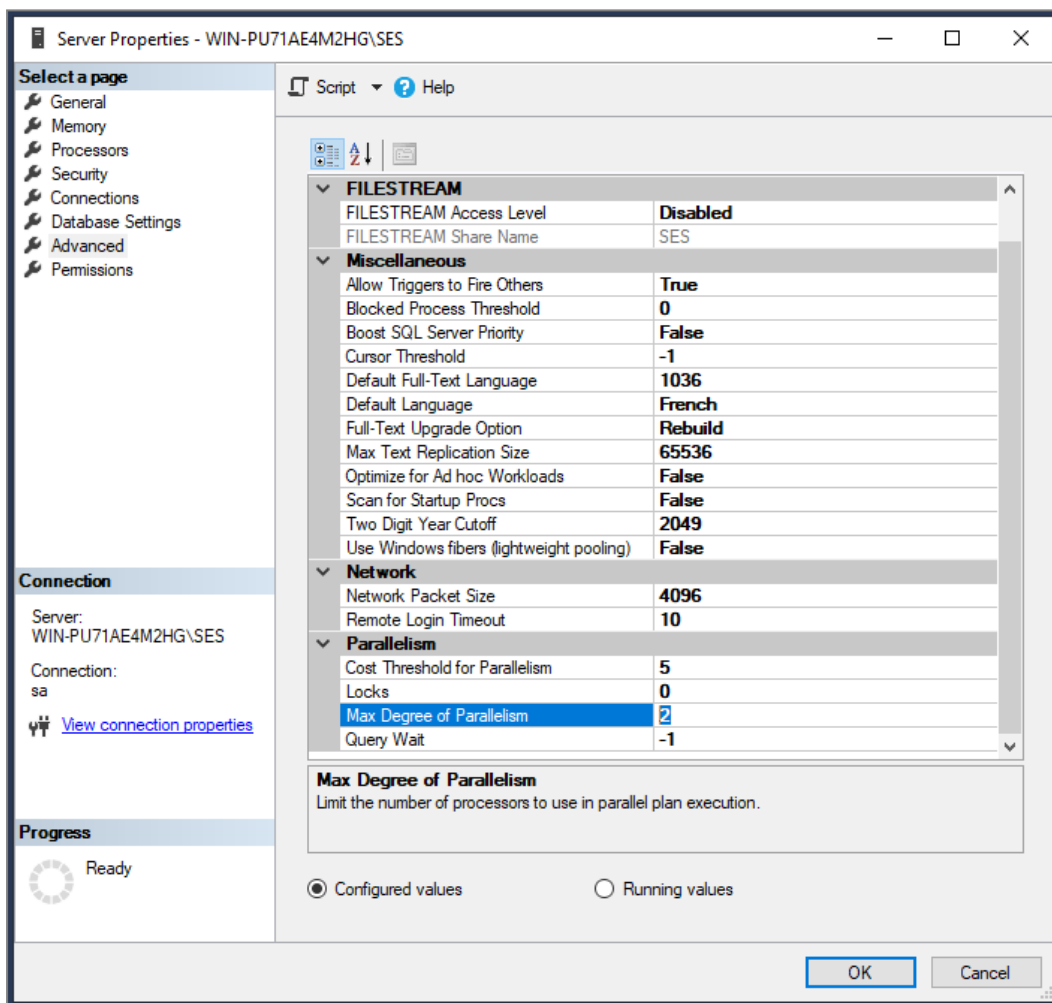 Server Properties - WIN-PU71AE4M2HG\SES
Select a page
General
Memory
Processors
Security
Connections
Database Settings
Advanced
Permissions
Connection
Server:
WIN-PU71AE4M2HG\SES
Connection:
sa
View connection properties
Progress
Ready
Script Help
FILESTREAM
FILESTREAM Access Level Disabled
FILESTREAM Share Name SES
Miscellaneous
Allow Triggers to Fire Others True
Blocked Process Threshold 0
Boost SQL Server Priority False
Cursor Threshold -1
Default Full-Text Language 1036
Default Language French
Full-Text Upgrade Option Rebuild
Max Text Replication Size 65536
Optimize for Ad hoc Workloads False
Scan for Startup Procs False
Two Digit Year Cutoff 2049
Use Windows fibers (lightweight pooling) False
Network
Network Packet Size 4096
Remote Login Timeout 10
Parallelism
Cost Threshold for Parallelism 5
Locks 0
Max Degree of Parallelism 2
Query Wait -1
Max Degree of Parallelism
Limit the number of processors to use in parallel plan execution.
Configured values Running values
OK Cancel